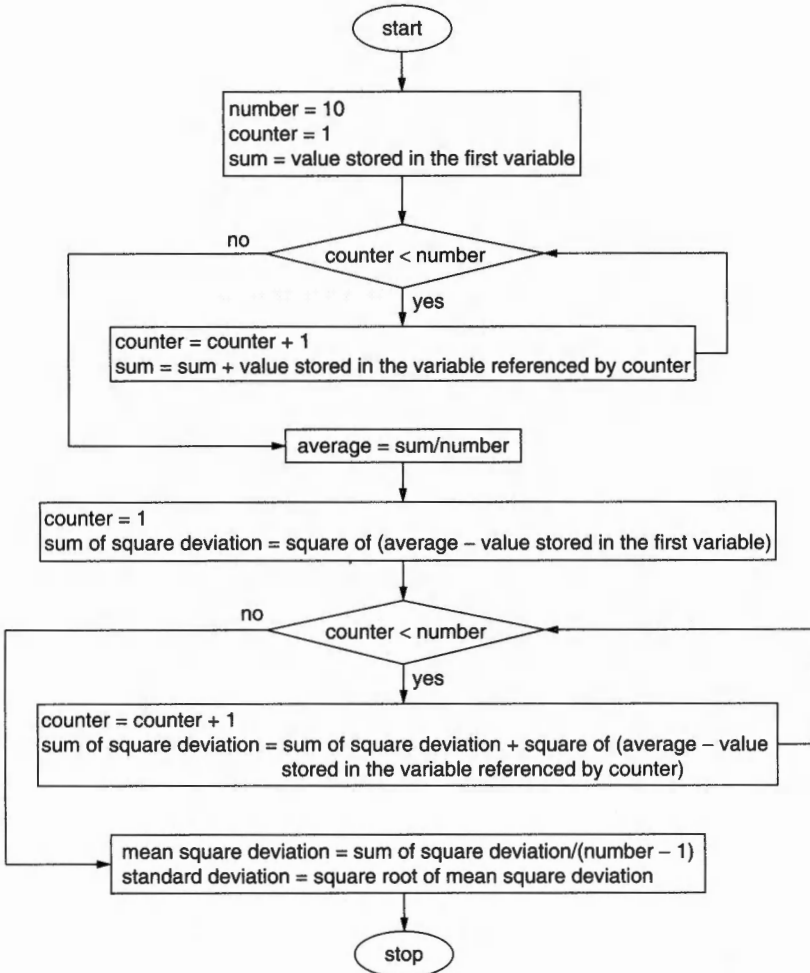 start
number = 10
counter = 1
sum = value stored in the first variable
no
counter < number
yes
counter = counter + 1
sum = sum + value stored in the variable referenced by counter
average = sum/number
counter = 1
sum of square deviation = square of (average – value stored in the first variable)
no
counter < number
yes
counter = counter + 1
sum of square deviation = sum of square deviation + square of (average – value
stored in the variable referenced by counter)
mean square deviation = sum of square deviation/(number – 1)
standard deviation = square root of mean square deviation
stop